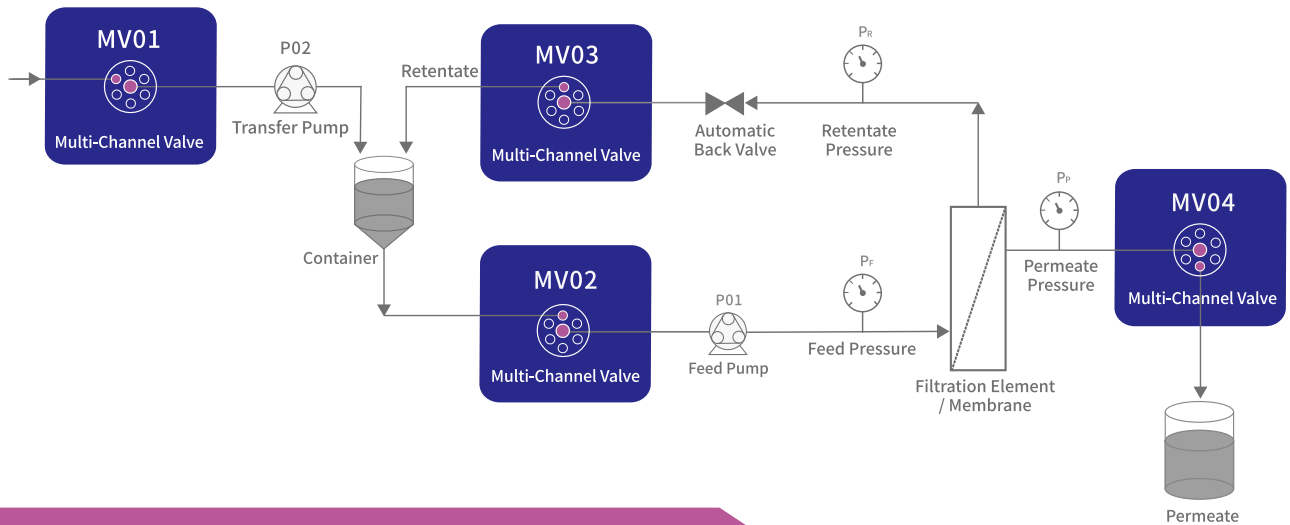 MV01
Multi-Channel Valve
P02
Transfer Pump
Retentate
MV03
Multi-Channel Valve
Automatic
Back Valve
PR
Retentate
Pressure
Container
MV02
Multi-Channel Valve
P01
Feed Pump
PF
Feed Pressure
Filtration Element
/ Membrane
PP
Permeate
Pressure
MV04
Multi-Channel Valve
Permeate